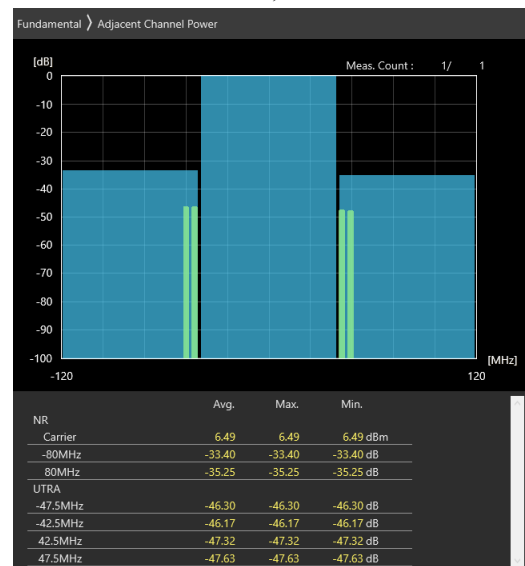 Fundamental 〉 Adjacent Channel Power
[dB]
Meas. Count : 1/ 1
0
-10
-20
-30
-40
-50
-60
-70
-80
-90
-100
[MHz]
-120 120
Avg. Max. Min.
NR
Carrier 6.49 6.49 6.49 dBm
-80MHz -33.40 -33.40 -33.40 dB
80MHz -35.25 -35.25 -35.25 dB
UTRA
-47.5MHz -46.30 -46.30 -46.30 dB
-42.5MHz -46.17 -46.17 -46.17 dB
42.5MHz -47.32 -47.32 -47.32 dB
47.5MHz -47.63 -47.63 -47.63 dB